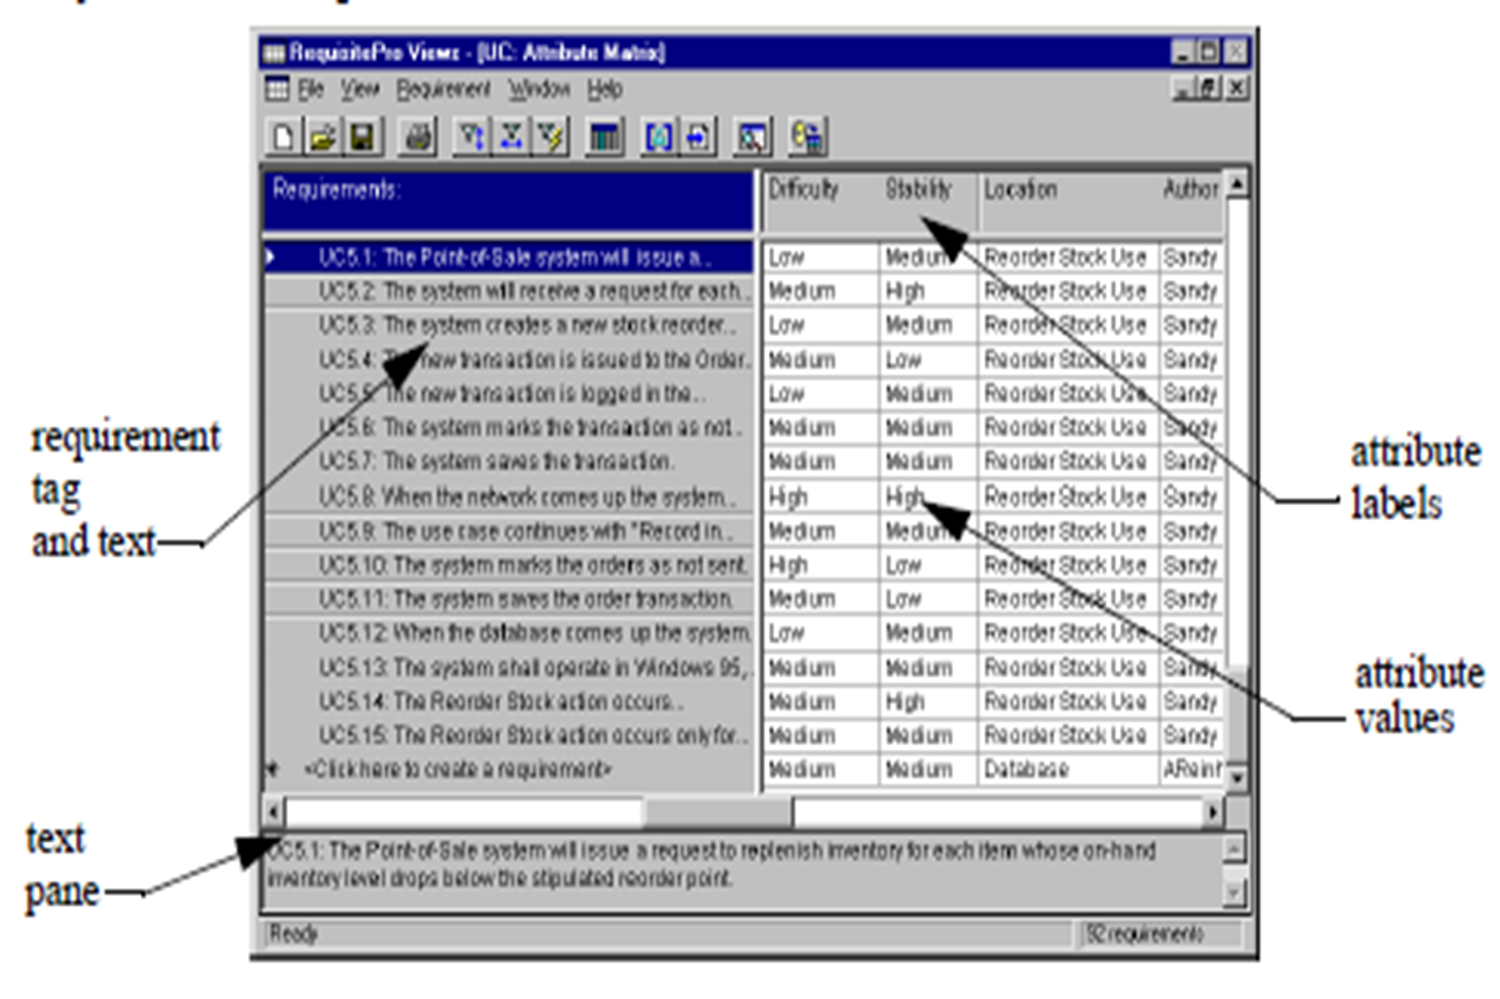 RequisitePro Views - [UC: Attribute Matrix]
File View Requirement Window Help
Requirements: Difficulty Stability Location Author
UC5.1: The Point-of-Sale system will issue a... Low Medium Reorder Stock Use Sandy
UC5.2: The system will receive a request for each... Medium High Reorder Stock Use Sandy
UC5.3: The system creates a new stock reorder... Low Medium Reorder Stock Use Sandy
UC5.4: The new transaction is issued to the Order... Medium Low Reorder Stock Use Sandy
UC5.5: The new transaction is logged in the... Low Medium Reorder Stock Use Sandy
UC5.6: The system marks the transaction as not... Medium Medium Reorder Stock Use Sandy
UC5.7: The system saves the transaction. Medium Medium Reorder Stock Use Sandy
UC5.8: When the network comes up the system... High High Reorder Stock Use Sandy
UC5.9: The use case continues with "Record in... Medium Medium Reorder Stock Use Sandy
UC5.10: The system marks the orders as not sent. High Low Reorder Stock Use Sandy
UC5.11: The system saves the order transaction. Medium Low Reorder Stock Use Sandy
UC5.12: When the database comes up the system, Low Medium Reorder Stock Use Sandy
UC5.13: The system shall operate in Windows 95,.. Medium Medium Reorder Stock Use Sandy
UC5.14: The Reorder Stock action occurs... Medium High Reorder Stock Use Sandy
UC5.15: The Reorder Stock action occurs only for... Medium Medium Reorder Stock Use Sandy
<Click here to create a requirement> Medium Medium Database
UC5.1: The Point-of-Sale system will issue a request to replenish inventory for each item whose on-hand
inventory level drops below the stipulated reorder point.
Ready 92 requirements
requirement
tag
and text
text
pane
attribute
labels
attribute
values